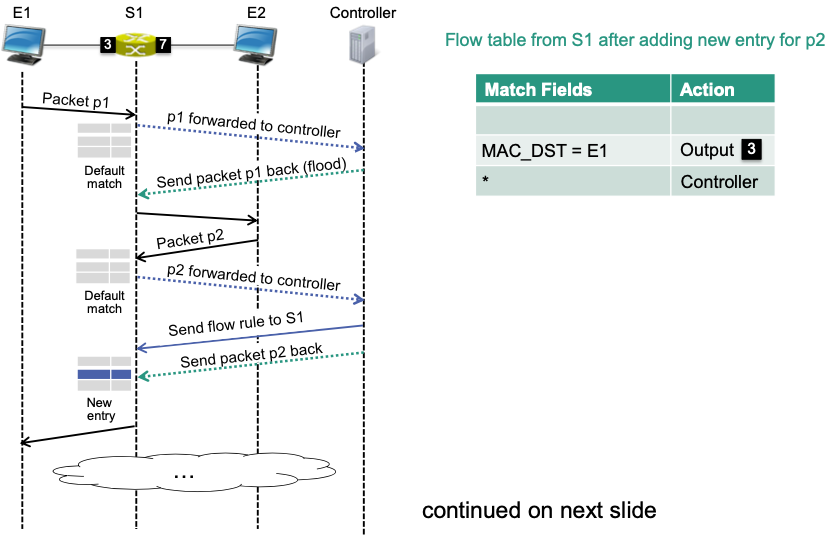 E1
S1
E2
Controller
3
7
Flow table from S1 after adding new entry for p2
Match Fields
Action
MAC_DST = E1
Output 3
*
Controller
Packet p1
p1 forwarded to controller
Default
match
Send packet p1 back (flood)
Packet p2
p2 forwarded to controller
Default
match
Send flow rule to S1
Send packet p2 back
New
entry
...
continued on next slide